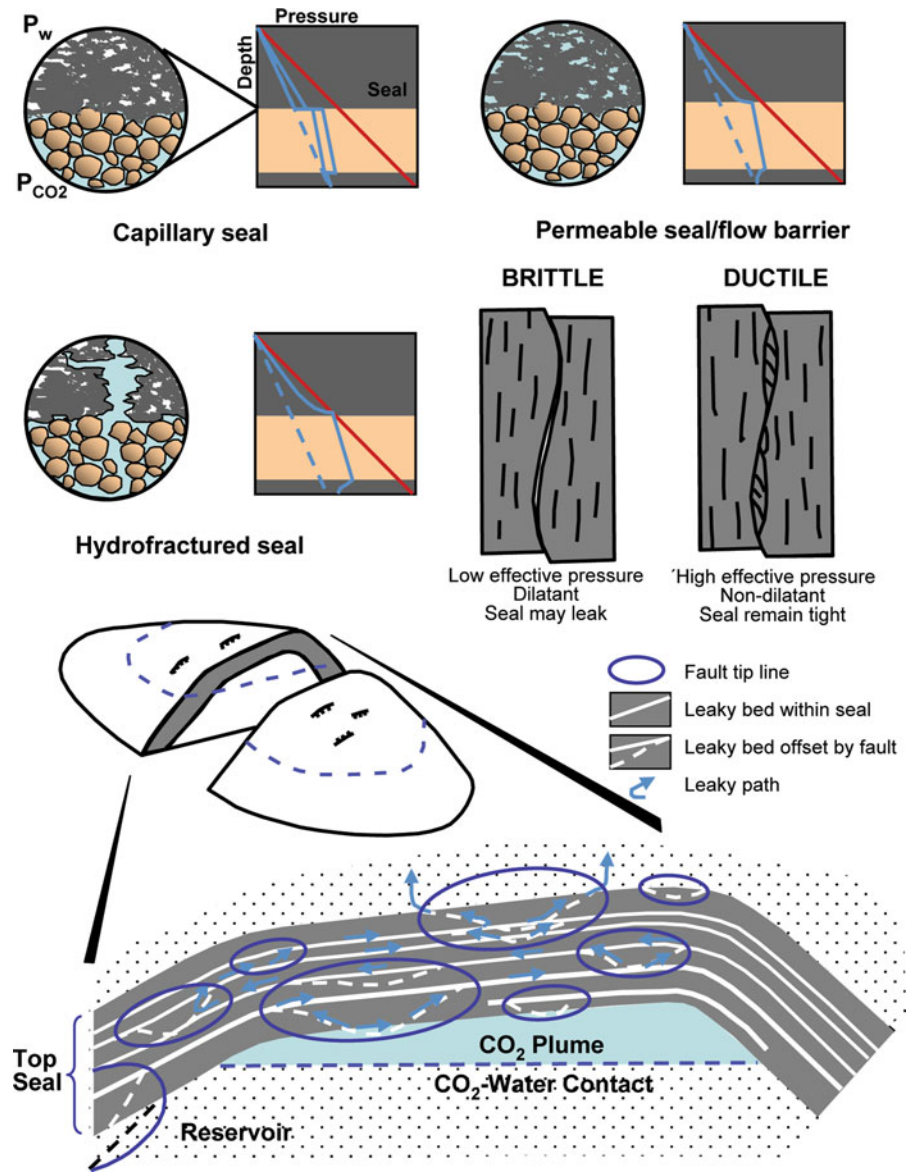 Pressure
Pw
Depth
Seal
PCO2
Capillary seal
Permeable seal/flow barrier
BRITTLE
DUCTILE
Hydrofractured seal
Low effective pressure
Dilatant
Seal may leak
'High effective pressure
Non-dilatant
Seal remain tight
Fault tip line
Leaky bed within seal
Leaky bed offset by fault
Leaky path
Top
Seal
CO2 Plume
CO2-Water Contact
Reservoir